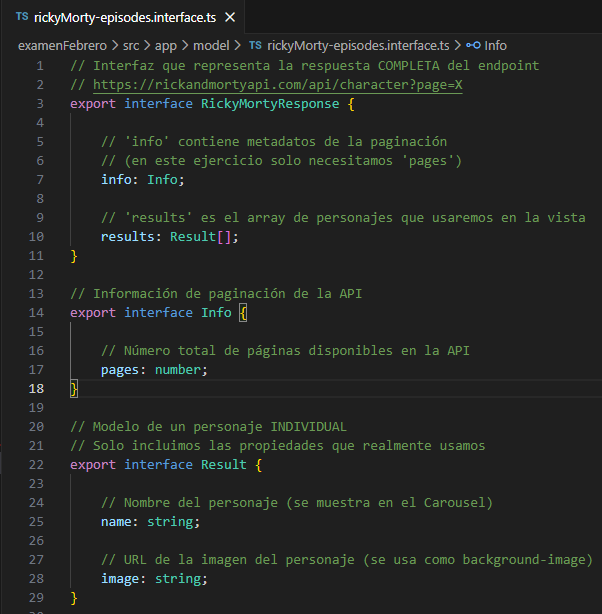 TS rickyMorty-episodes.interface.ts ×
examenFebrero > src > app > model > TS rickyMorty-episodes.interface.ts > Info
1 // Interfaz que representa la respuesta COMPLETA del endpoint
2 // https://rickandmortyapi.com/api/character?page=X
3 export interface RickyMortyResponse {
4
5 // 'info' contiene metadatos de la paginación
6 // (en este ejercicio solo necesitamos 'pages')
7 info: Info;
8
9 // 'results' es el array de personajes que usaremos en la vista
10 results: Result[];
11 }
12
13 // Información de paginación de la API
14 export interface Info {
15
16 // Número total de páginas disponibles en la API
17 pages: number;
18 }
19
20 // Modelo de un personaje INDIVIDUAL
21 // Solo incluimos las propiedades que realmente usamos
22 export interface Result {
23
24 // Nombre del personaje (se muestra en el Carousel)
25 name: string;
26
27 // URL de la imagen del personaje (se usa como background-image)
28 image: string;
29 }